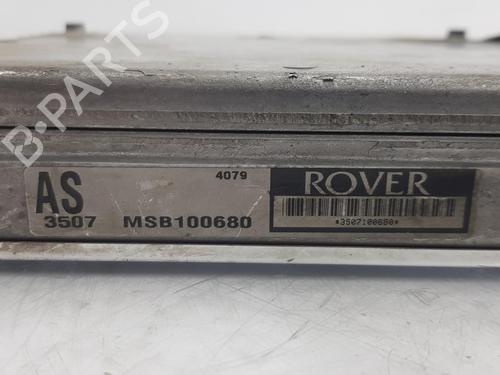 B-PARTS
4079
AS
ROVER
3507 MSB100680
*3507100680*